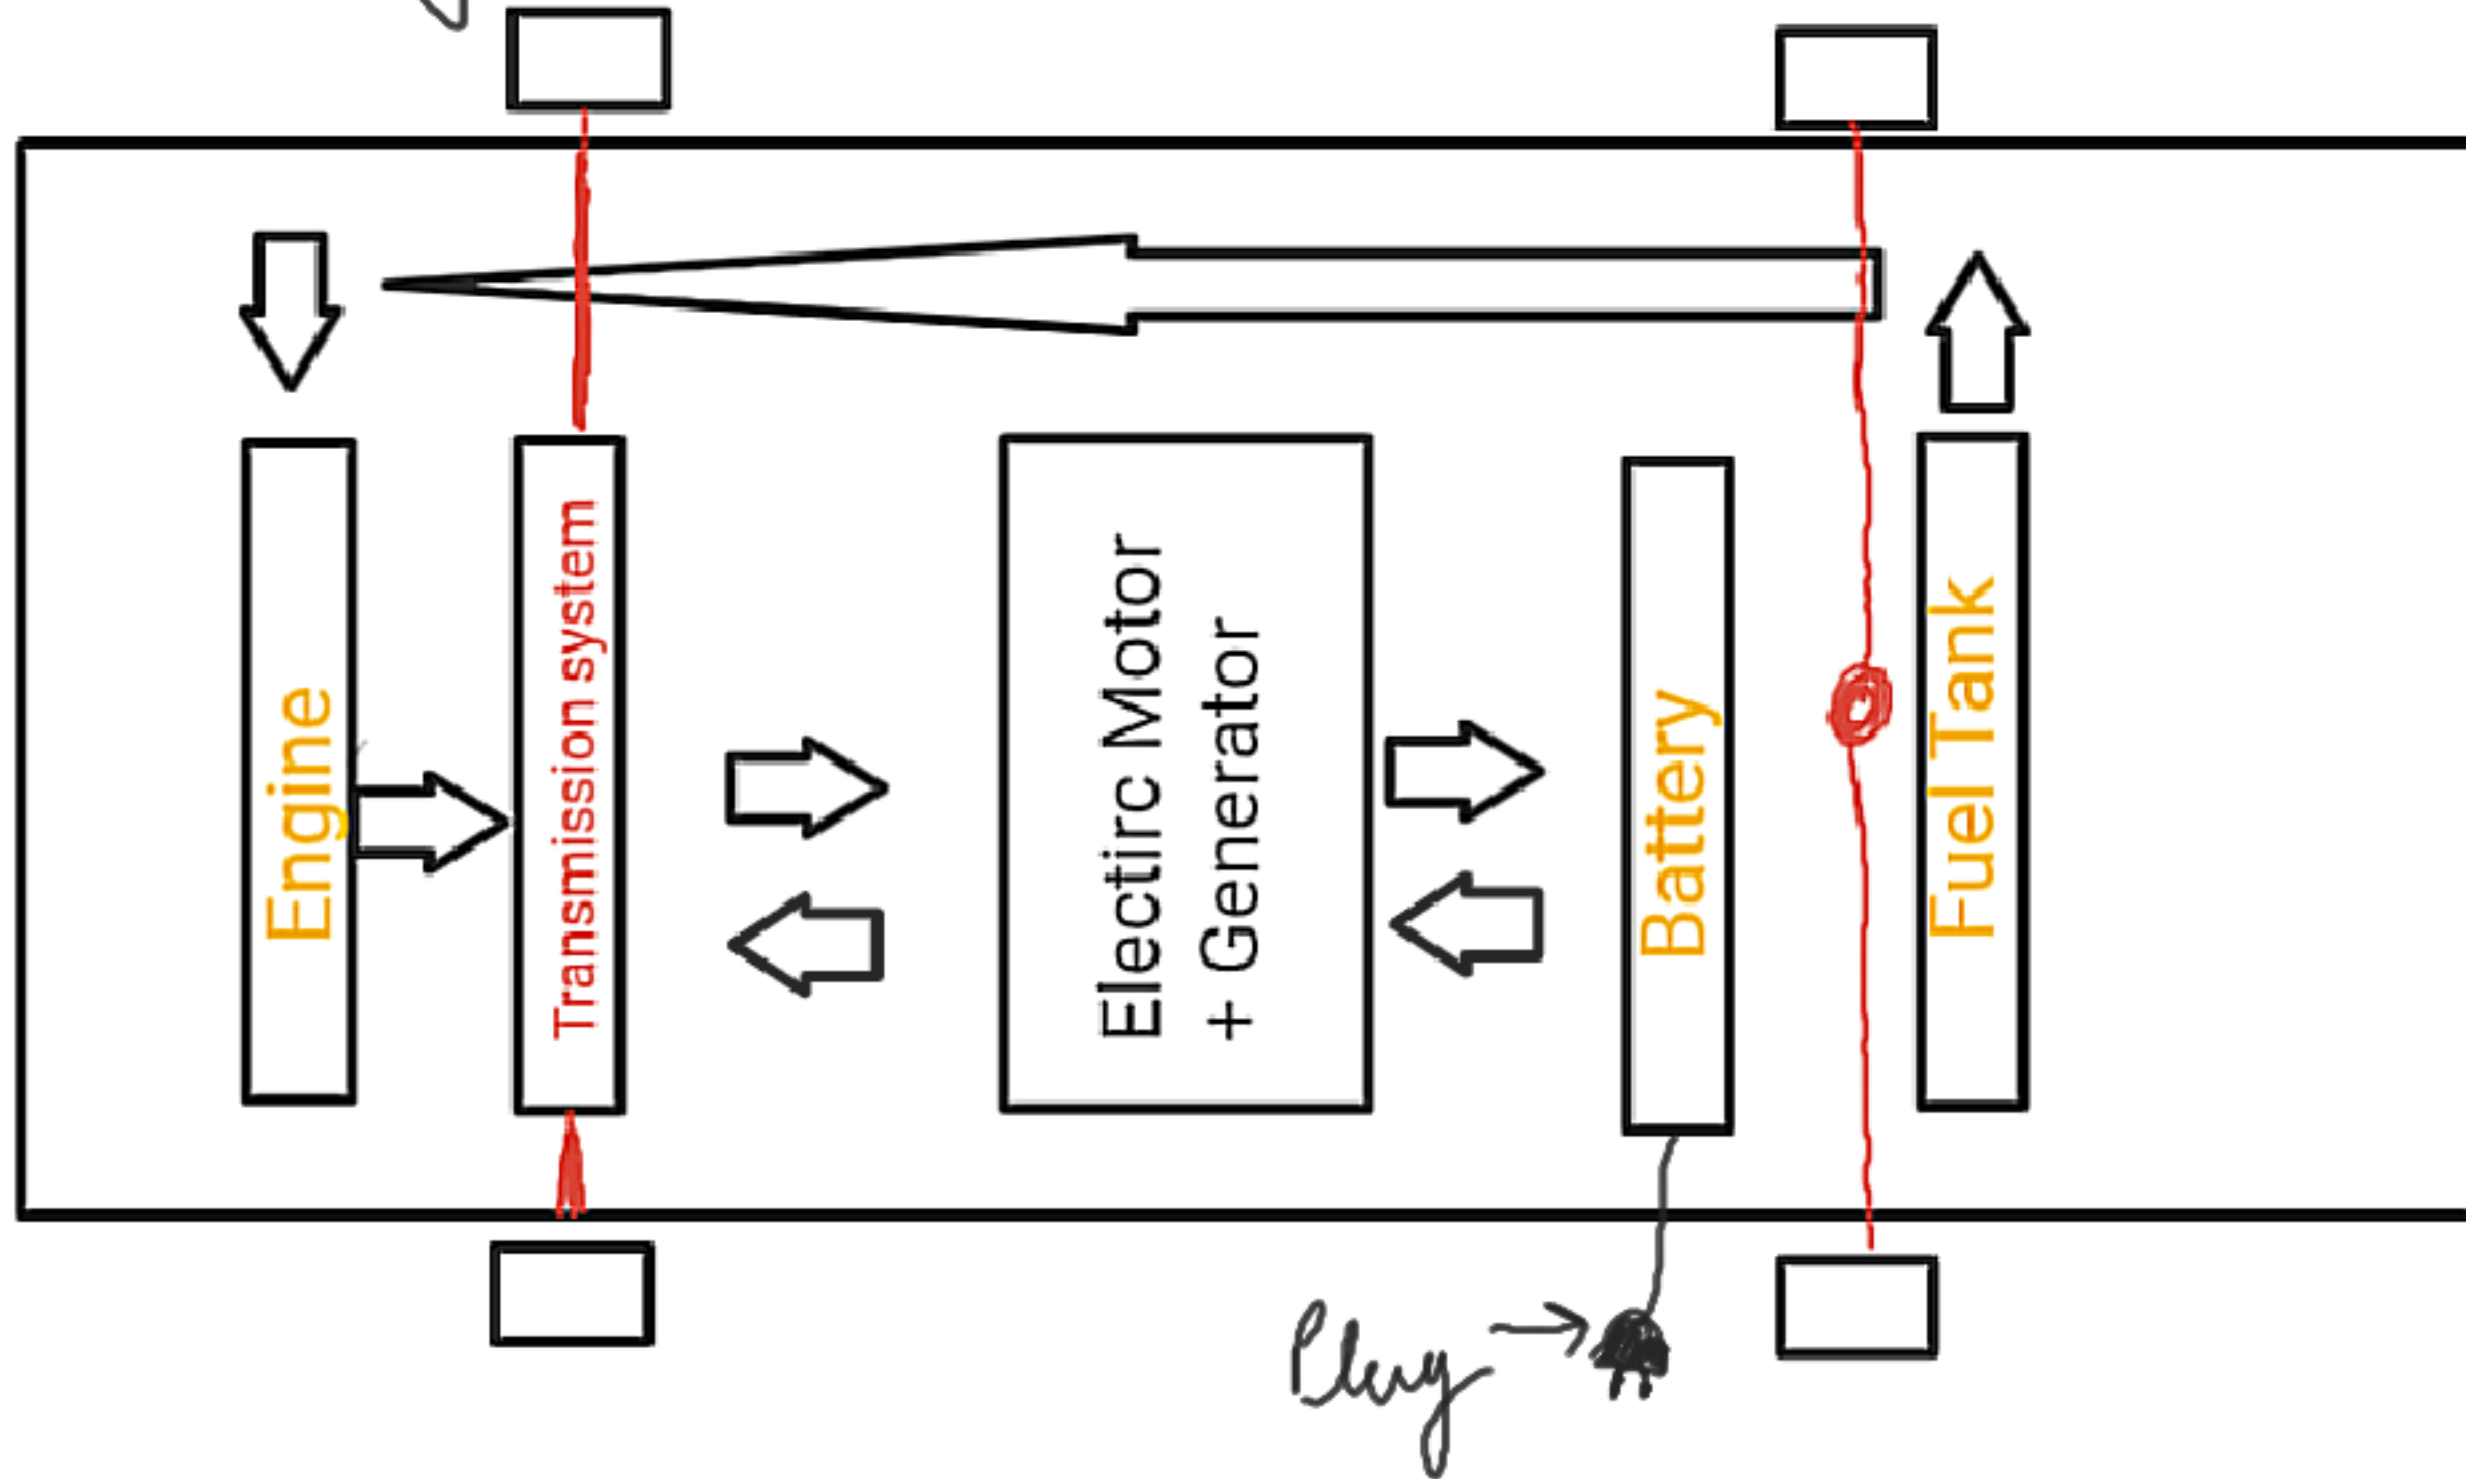 Engine
Transmission system
Electirc Motor
+ Generator
Battery
Fuel Tank
Plug